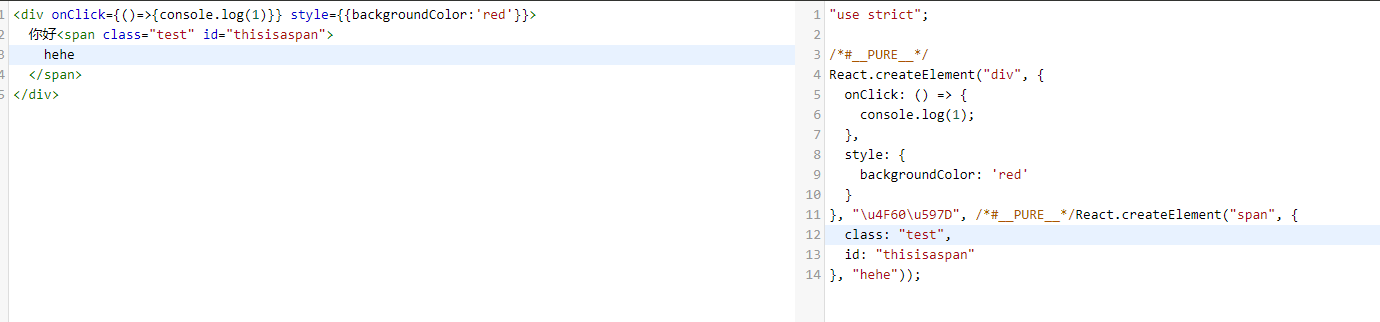 1 <div onClick={()=>{console.log(1)}} style={{backgroundColor:'red'}}>
2   你好<span class="test" id="thisisaspan">
3     hehe
4   </span>
5 </div>
1 "use strict";
2
3 /*#__PURE__*/
4 React.createElement("div", {
5   onClick: () => {
6     console.log(1);
7   },
8   style: {
9     backgroundColor: 'red'
10   }
11 }, "\u4F60\u597D", /*#__PURE__*/React.createElement("span", {
12   class: "test",
13   id: "thisisaspan"
14 }, "hehe"));